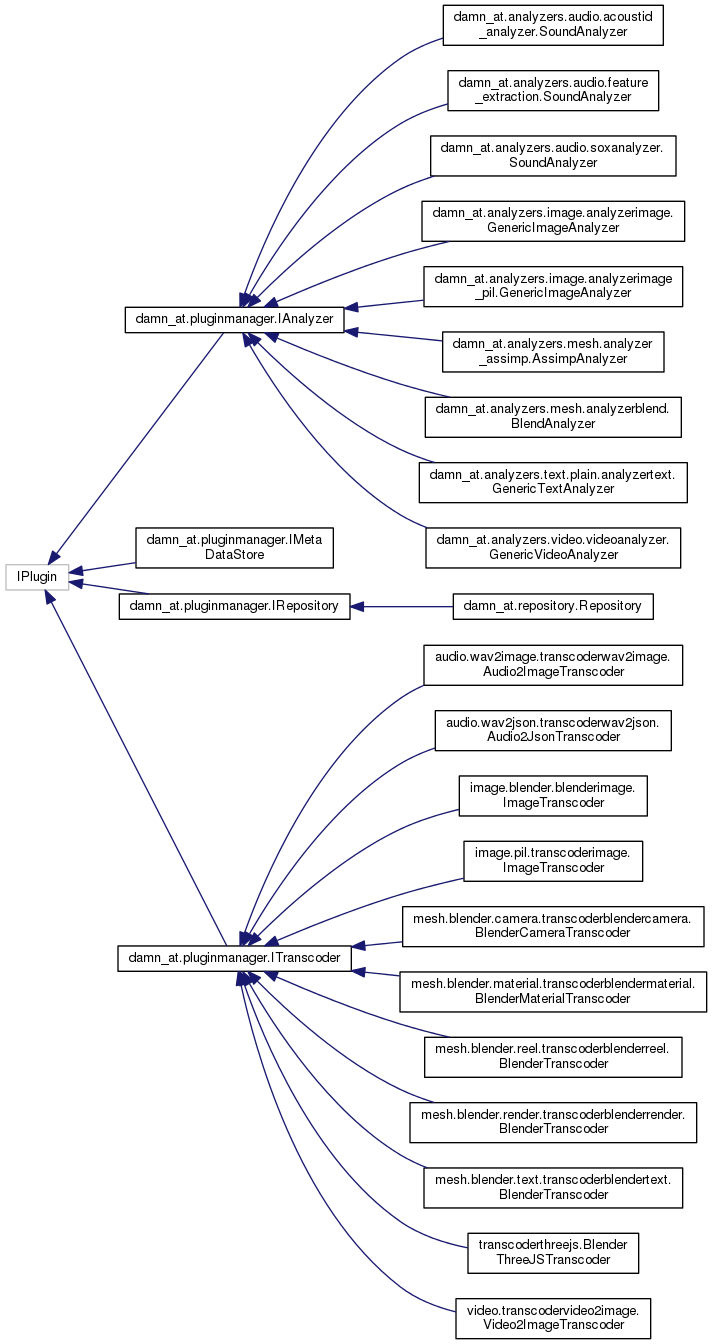 damn_at.analyzers.audio.acoustid
_analyzer.SoundAnalyzer
damn_at.analyzers.audio.feature
_extraction.SoundAnalyzer
damn_at.analyzers.audio.soxanalyzer.
SoundAnalyzer
damn_at.analyzers.image.analyzerimage.
GenericImageAnalyzer
damn_at.analyzers.image.analyzerimage
_pil.GenericImageAnalyzer
damn_at.pluginmanager.IAnalyzer
damn_at.analyzers.mesh.analyzer
_assimp.AssimpAnalyzer
damn_at.analyzers.mesh.analyzerblend.
BlendAnalyzer
damn_at.analyzers.text.plain.analyzertext.
GenericTextAnalyzer
damn_at.analyzers.video.videoanalyzer.
GenericVideoAnalyzer
damn_at.pluginmanager.IMeta
DataStore
IPlugin
damn_at.pluginmanager.IRepository
damn_at.repository.Repository
audio.wav2image.transcoderwav2image.
Audio2ImageTranscoder
audio.wav2json.transcoderwav2json.
Audio2JsonTranscoder
image.blender.blenderimage.
ImageTranscoder
image.pil.transcoderimage.
ImageTranscoder
mesh.blender.camera.transcoderblendercamera.
BlenderCameraTranscoder
damn_at.pluginmanager.ITranscoder
mesh.blender.material.transcoderblendermaterial.
BlenderMaterialTranscoder
mesh.blender.reel.transcoderblenderreel.
BlenderTranscoder
mesh.blender.render.transcoderblenderrender.
BlenderTranscoder
mesh.blender.text.transcoderblendertext.
BlenderTranscoder
transcoderthreejs.Blender
ThreeJSTranscoder
video.transcodervideo2image.
Video2ImageTranscoder